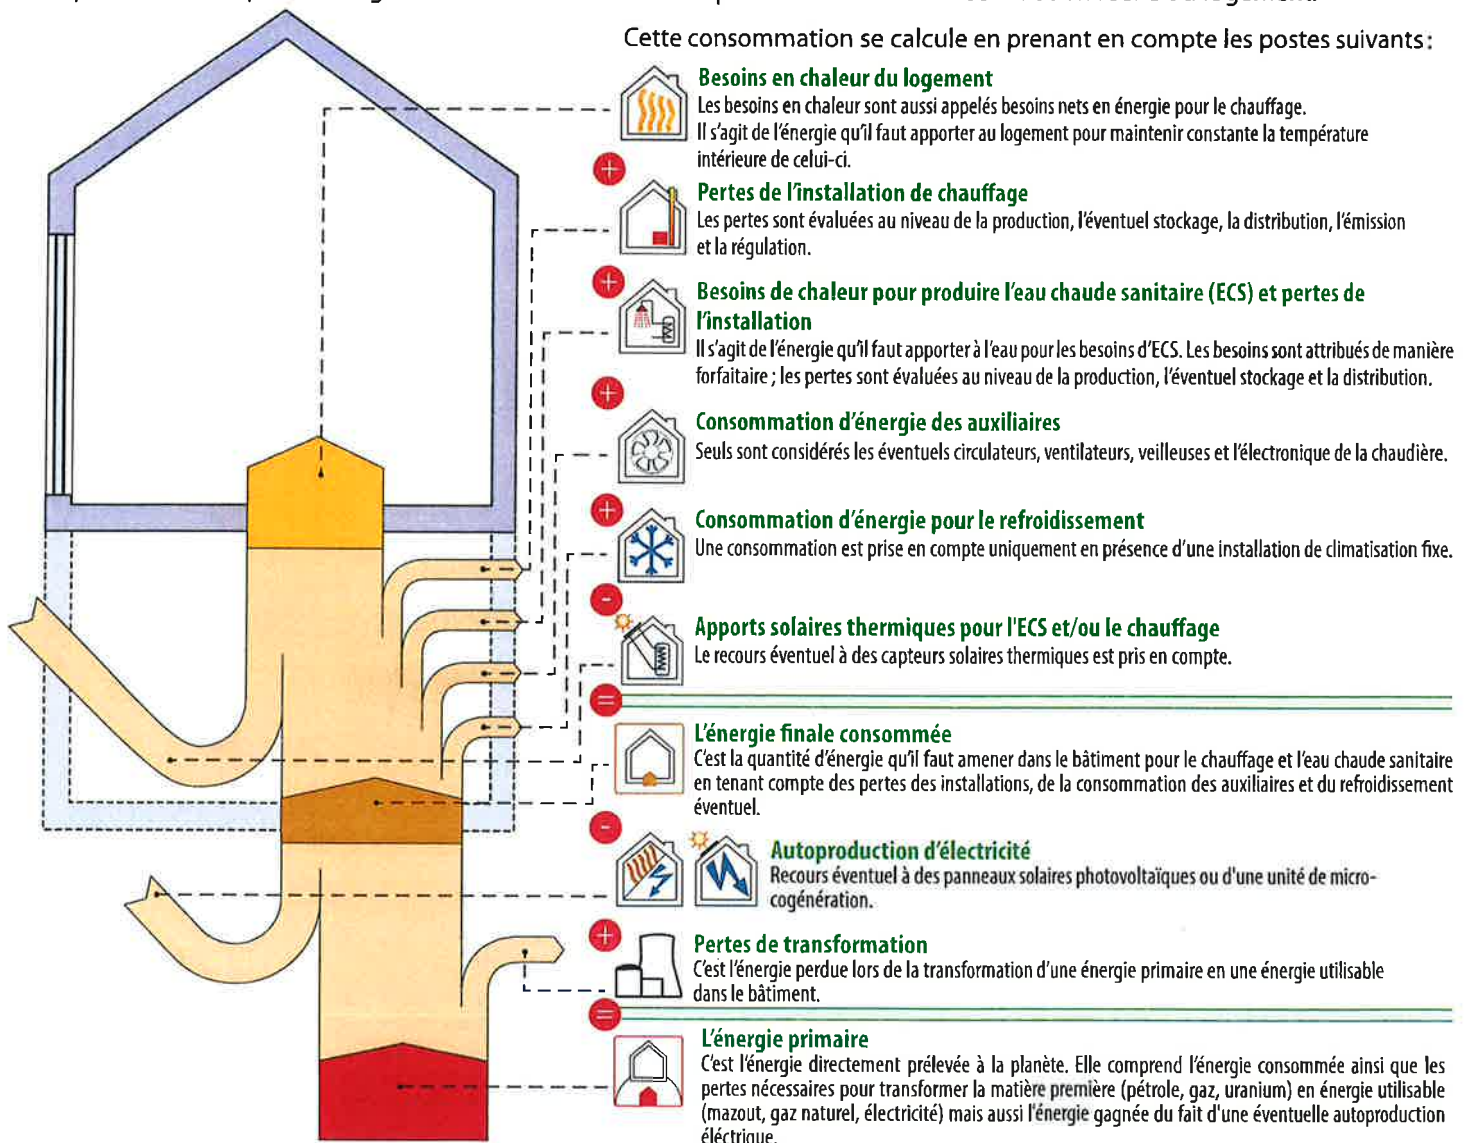 Cette consommation se calcule en prenant en compte les postes suivants :
Besoins en chaleur du logement
Les besoins en chaleur sont aussi appelés besoins nets en énergie pour le chauffage.
Il s'agit de l'énergie qu'il faut apporter au logement pour maintenir constante la température
intérieure de celui-ci.
+
Pertes de l'installation de chauffage
Les pertes sont évaluées au niveau de la production, l'éventuel stockage, la distribution, l'émission
et la régulation.
+
Besoins de chaleur pour produire l'eau chaude sanitaire (ECS) et pertes de
l'installation
Il s'agit de l'énergie qu'il faut apporter à l'eau pour les besoins d'ECS. Les besoins sont attribués de manière
forfaitaire ; les pertes sont évaluées au niveau de la production, l'éventuel stockage et la distribution.
+
Consommation d'énergie des auxiliaires
Seuls sont considérés les éventuels circulateurs, ventilateurs, veilleuses et l'électronique de la chaudière.
+
Consommation d'énergie pour le refroidissement
Une consommation est prise en compte uniquement en présence d'une installation de climatisation fixe.
-
Apports solaires thermiques pour l'ECS et/ou le chauffage
Le recours éventuel à des capteurs solaires thermiques est pris en compte.
=
L'énergie finale consommée
C'est la quantité d'énergie qu'il faut amener dans le bâtiment pour le chauffage et l'eau chaude sanitaire
en tenant compte des pertes des installations, de la consommation des auxiliaires et du refroidissement
éventuel.
-
Autoproduction d'électricité
Recours éventuel à des panneaux solaires photovoltaïques ou d'une unité de micro-
cogénération.
+
Pertes de transformation
C'est l'énergie perdue lors de la transformation d'une énergie primaire en une énergie utilisable
dans le bâtiment.
=
L'énergie primaire
C'est l'énergie directement prélevée à la planète. Elle comprend l'énergie consommée ainsi que les
pertes nécessaires pour transformer la matière première (pétrole, gaz, uranium) en énergie utilisable
(mazout, gaz naturel, électricité) mais aussi l'énergie gagnée du fait d'une éventuelle autoproduction
éléctrique.